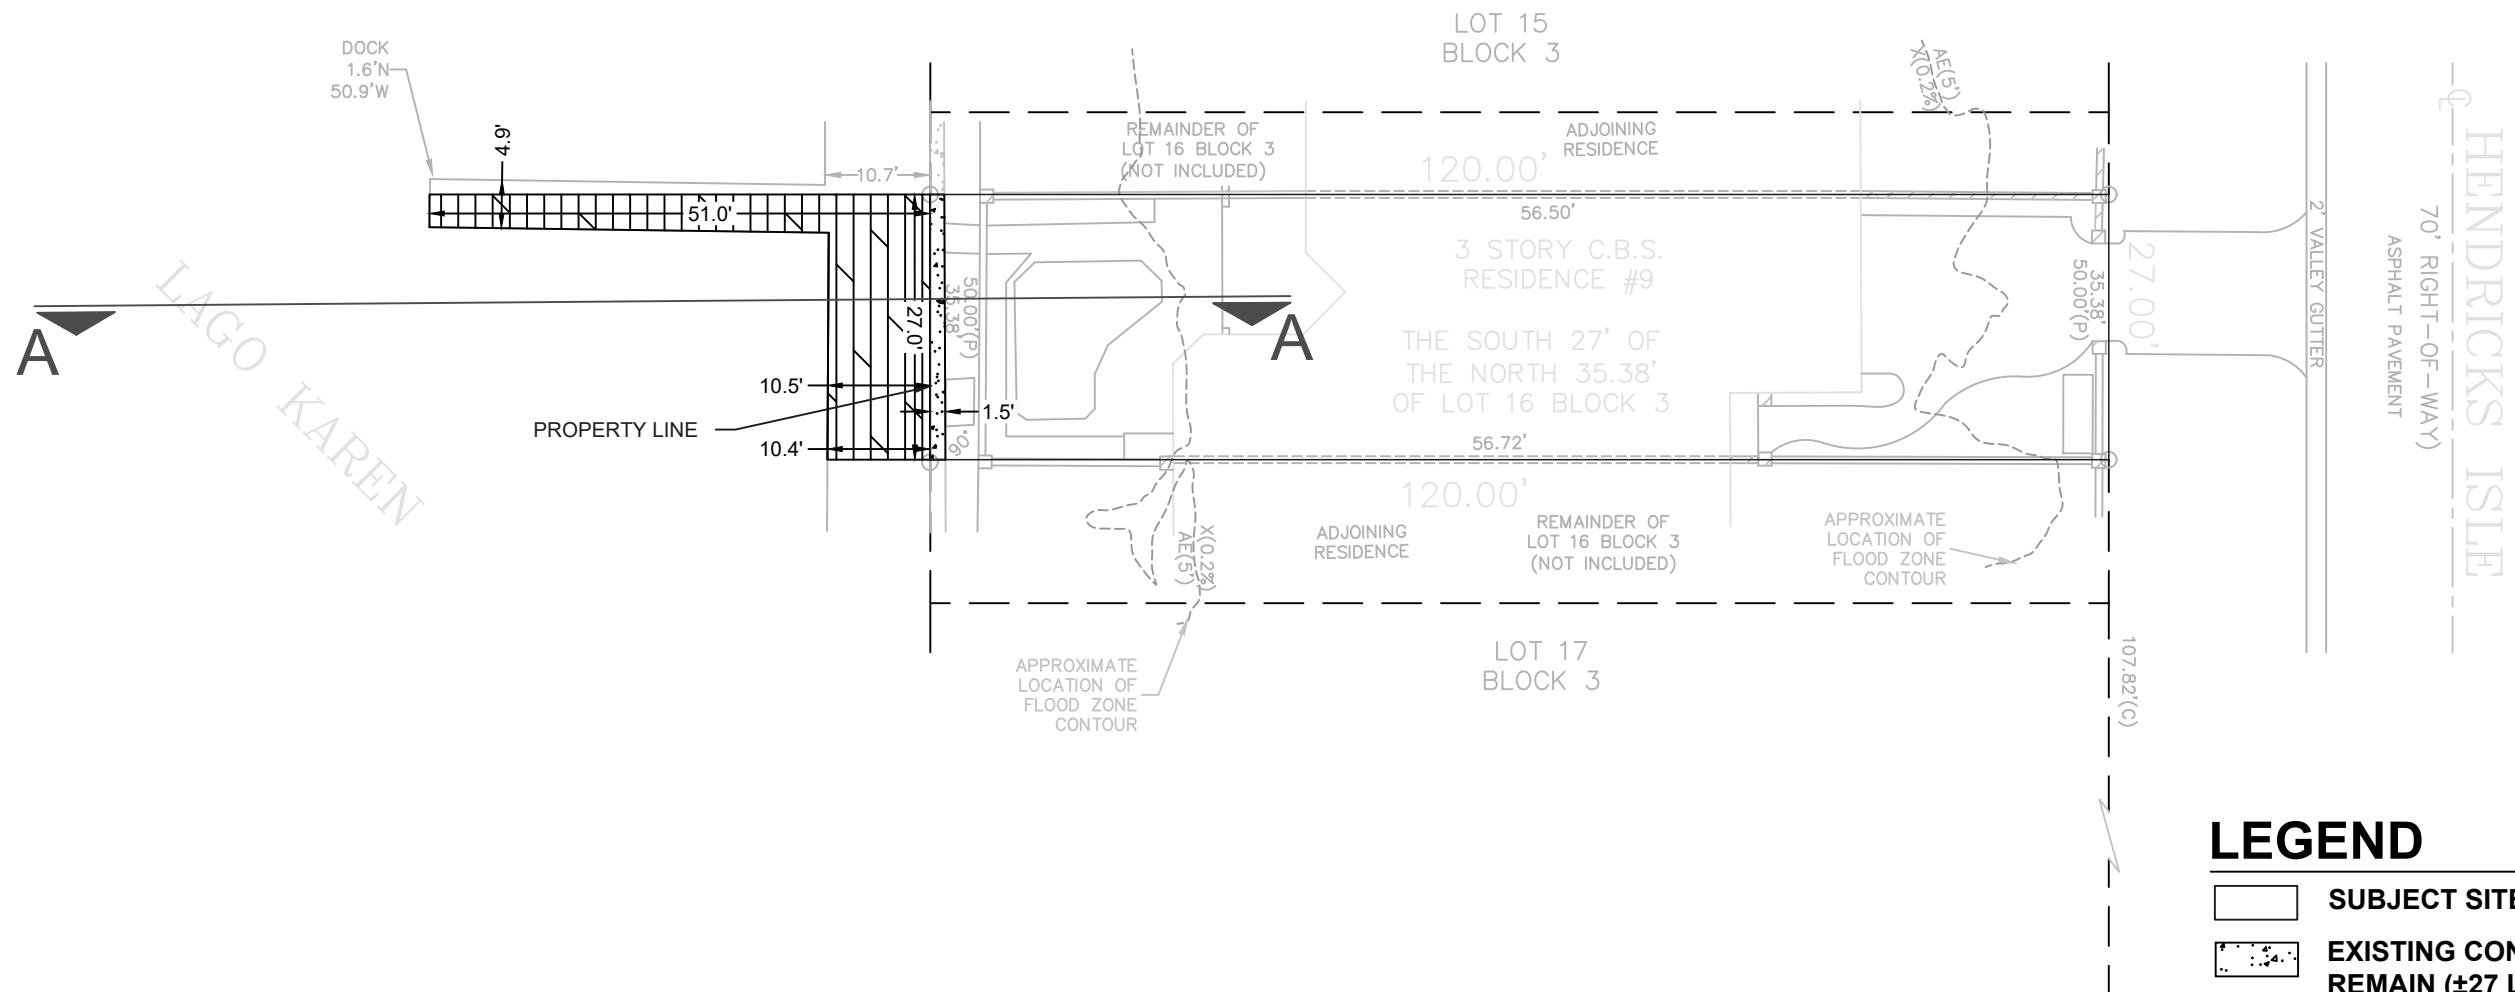 LOT 15
BLOCK 3
DOCK
1.6'N
50.9'W
4.9'
10.7'
51.0'
REMAINDER OF
LOT 16 BLOCK 3
(NOT INCLUDED)
ADJOINING
RESIDENCE
120.00'
56.50'
AE(5')
X(0.2%)
3 STORY C.B.S.
RESIDENCE #9
THE SOUTH 27' OF
THE NORTH 35.38'
OF LOT 16 BLOCK 3
56.72'
120.00'
LAGO KAREN
A
A
27.0'
50.00'(P)
35.38'
10.5'
PROPERTY LINE
1.5'
10.4'
90°
35.38'
50.00'(P)
27.00'
2' VALLEY GUTTER
ASPHALT PAVEMENT
70' RIGHT-OF-WAY)
HENDRICKS ISLE
ADJOINING
RESIDENCE
REMAINDER OF
LOT 16 BLOCK 3
(NOT INCLUDED)
X(0.2%)
AE(5')
APPROXIMATE
LOCATION OF
FLOOD ZONE
CONTOUR
APPROXIMATE
LOCATION OF
FLOOD ZONE
CONTOUR
LOT 17
BLOCK 3
107.82'(C)
LEGEND
SUBJECT SITE
EXISTING CON
REMAIN (±27 L